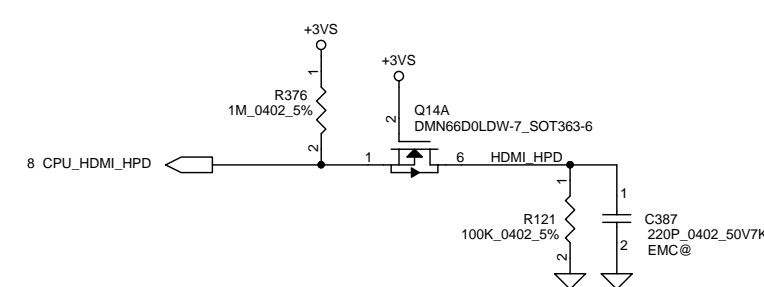 +3VS
+3VS
1
R376
1M_0402_5%
2
2
Q14A
DMN66D0LDW-7_SOT363-6
8 CPU_HDMI_HPD
1
6
HDMI_HPD
1
R121
100K_0402_5%
2
1
C387
220P_0402_50V7K
2
EMC@